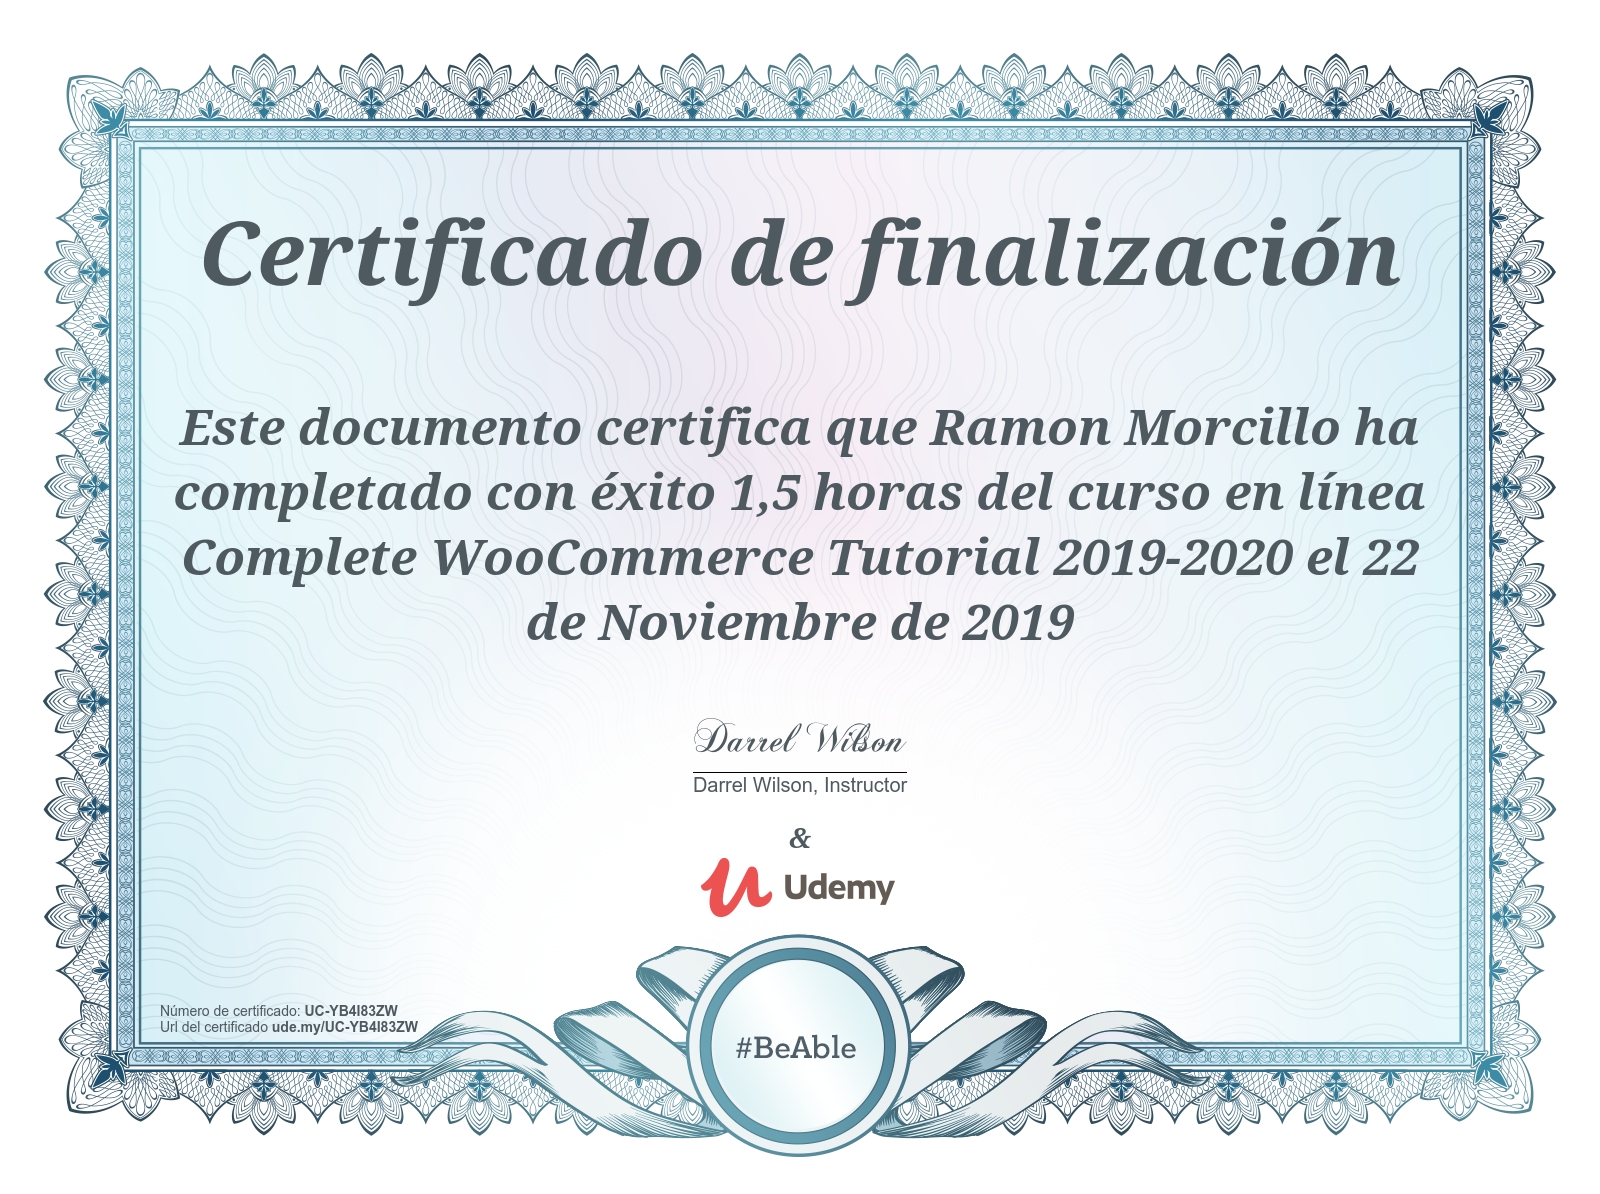 Certificado de finalización
Este documento certifica que Ramon Morcillo ha
completado con éxito 1,5 horas del curso en línea
Complete WooCommerce Tutorial 2019-2020 el 22
de Noviembre de 2019
Darrel Wilson
Darrel Wilson, Instructor
&
Udemy
Número de certificado: UC-YB4I83ZW
Url del certificado ude.my/UC-YB4I83ZW
#BeAble